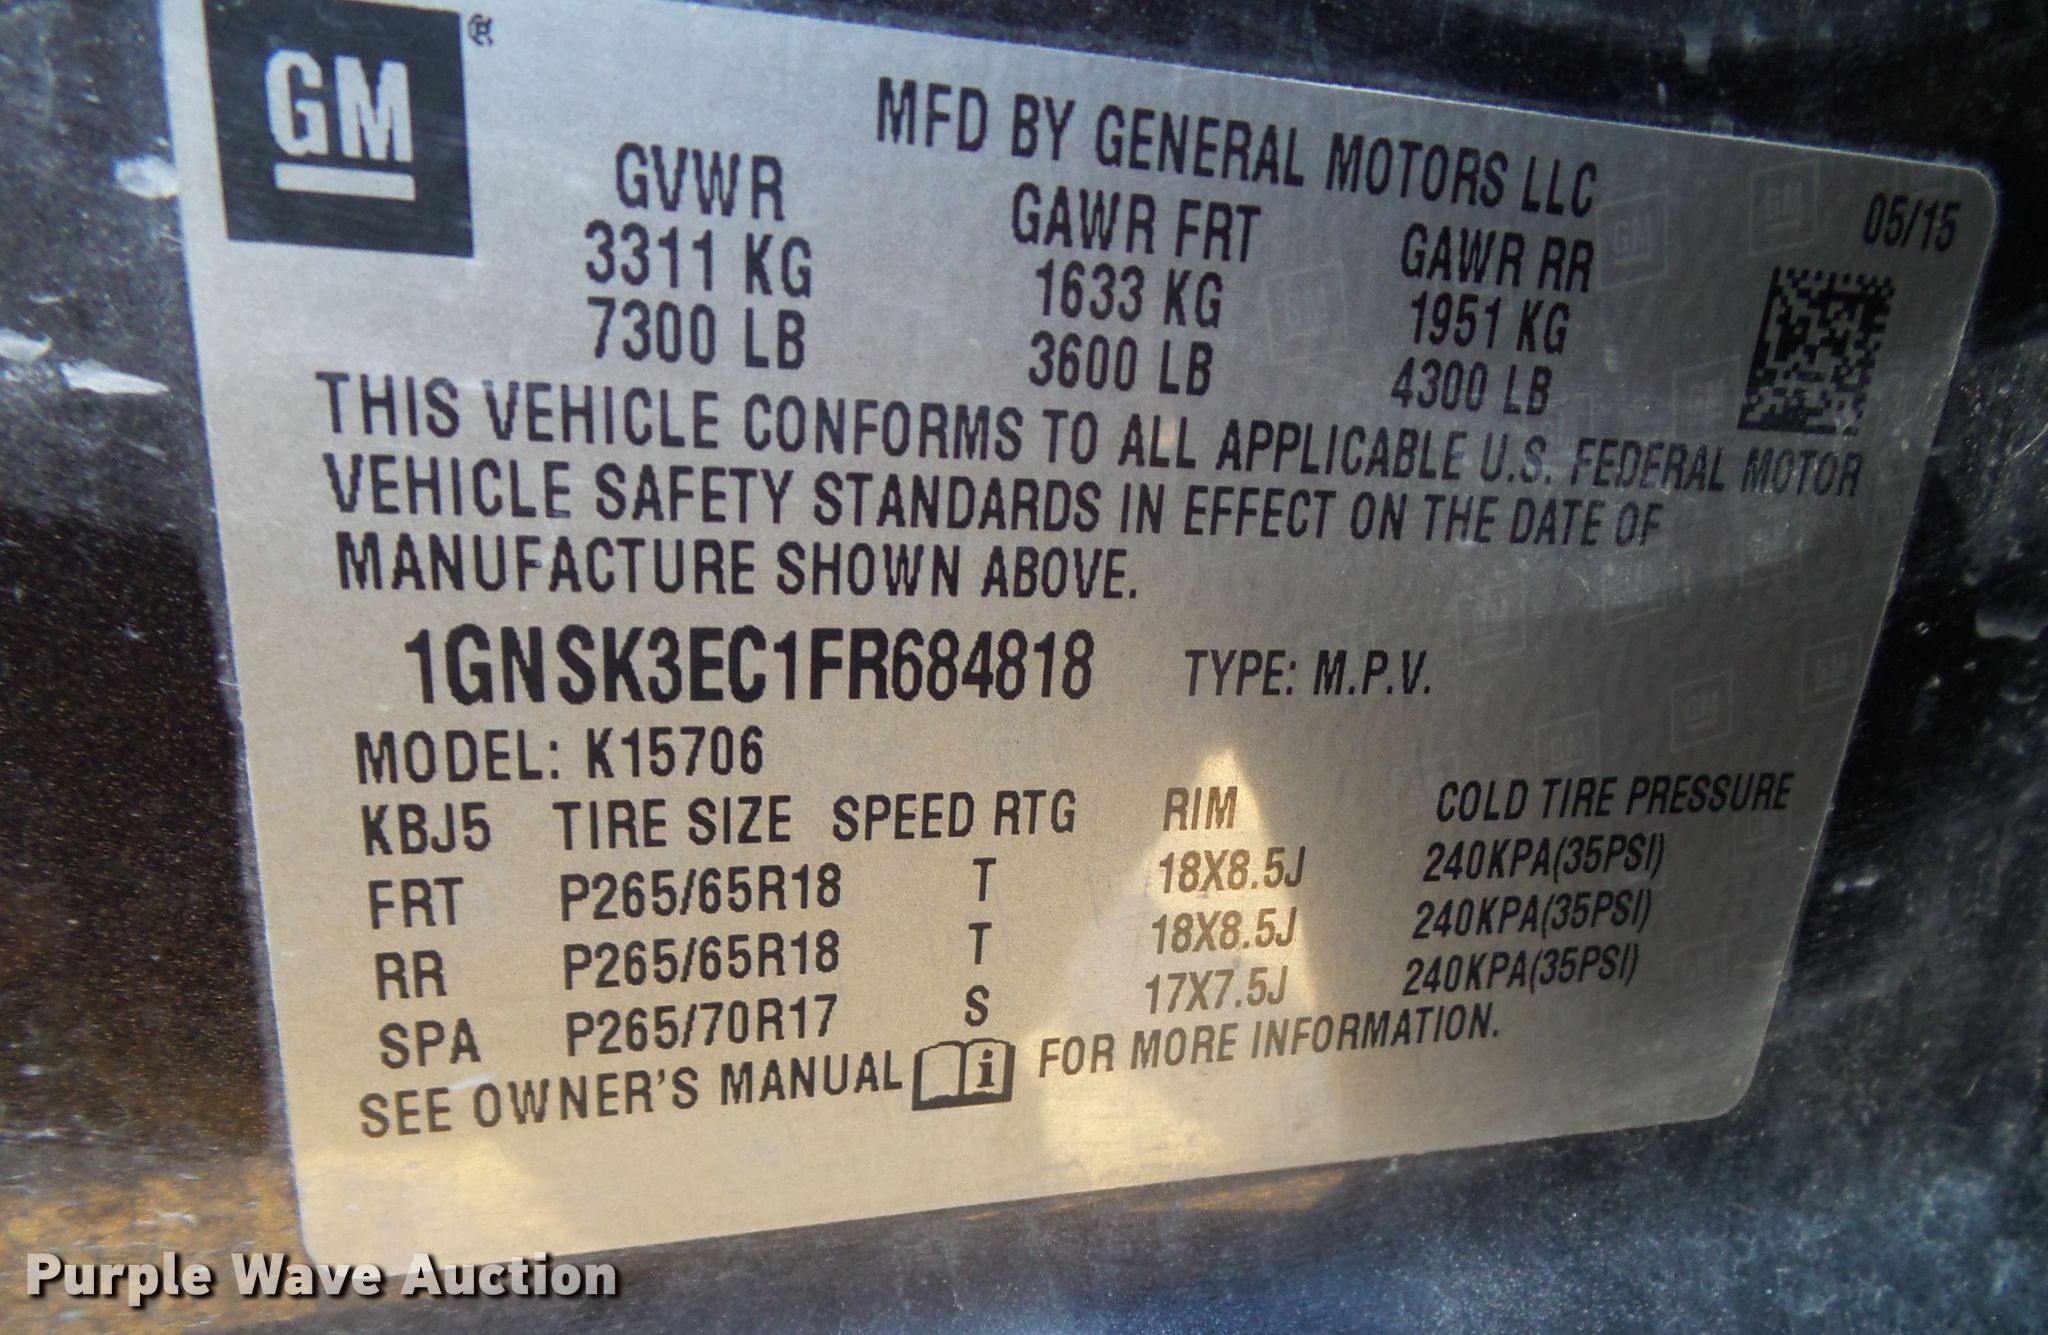 GM®
MFD BY GENERAL MOTORS LLC
05/15
GVWR GAWR FRT GAWR RR
3311 KG 1633 KG 1951 KG
7300 LB 3600 LB 4300 LB
THIS VEHICLE CONFORMS TO ALL APPLICABLE U.S. FEDERAL MOTOR
VEHICLE SAFETY STANDARDS IN EFFECT ON THE DATE OF
MANUFACTURE SHOWN ABOVE.
1GNSK3EC1FR684818 TYPE: M.P.V.
MODEL: K15706
KBJ5 TIRE SIZE SPEED RTG RIM COLD TIRE PRESSURE
FRT P265/65R18 T 18X8.5J 240KPA(35PSI)
RR P265/65R18 T 18X8.5J 240KPA(35PSI)
SPA P265/70R17 S 17X7.5J 240KPA(35PSI)
SEE OWNER'S MANUAL i FOR MORE INFORMATION.
Purple Wave Auction